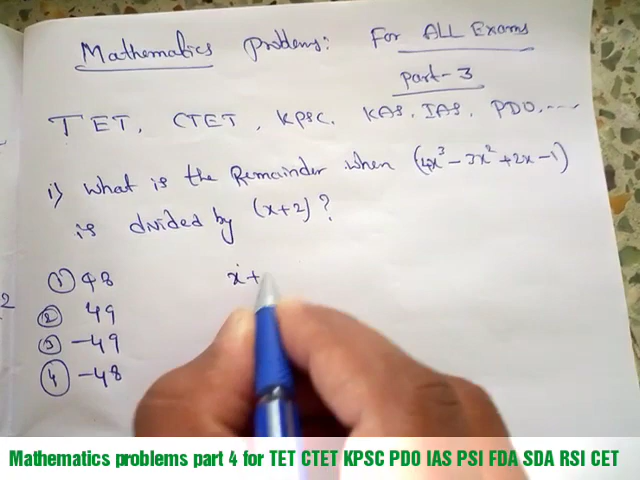 Mathematics Problems: For ALL Exams
Part-3
TET, CTET, KPSC, KAS, IAS, PDO,....
1) What is the Remainder when (4x³-3x²+2x-1)
is divided by (x+2)?
① 48
② 49
③ -49
④ -48
x+
2
Mathematics problems part 4 for TET CTET KPSC PDO IAS PSI FDA SDA RSI CET